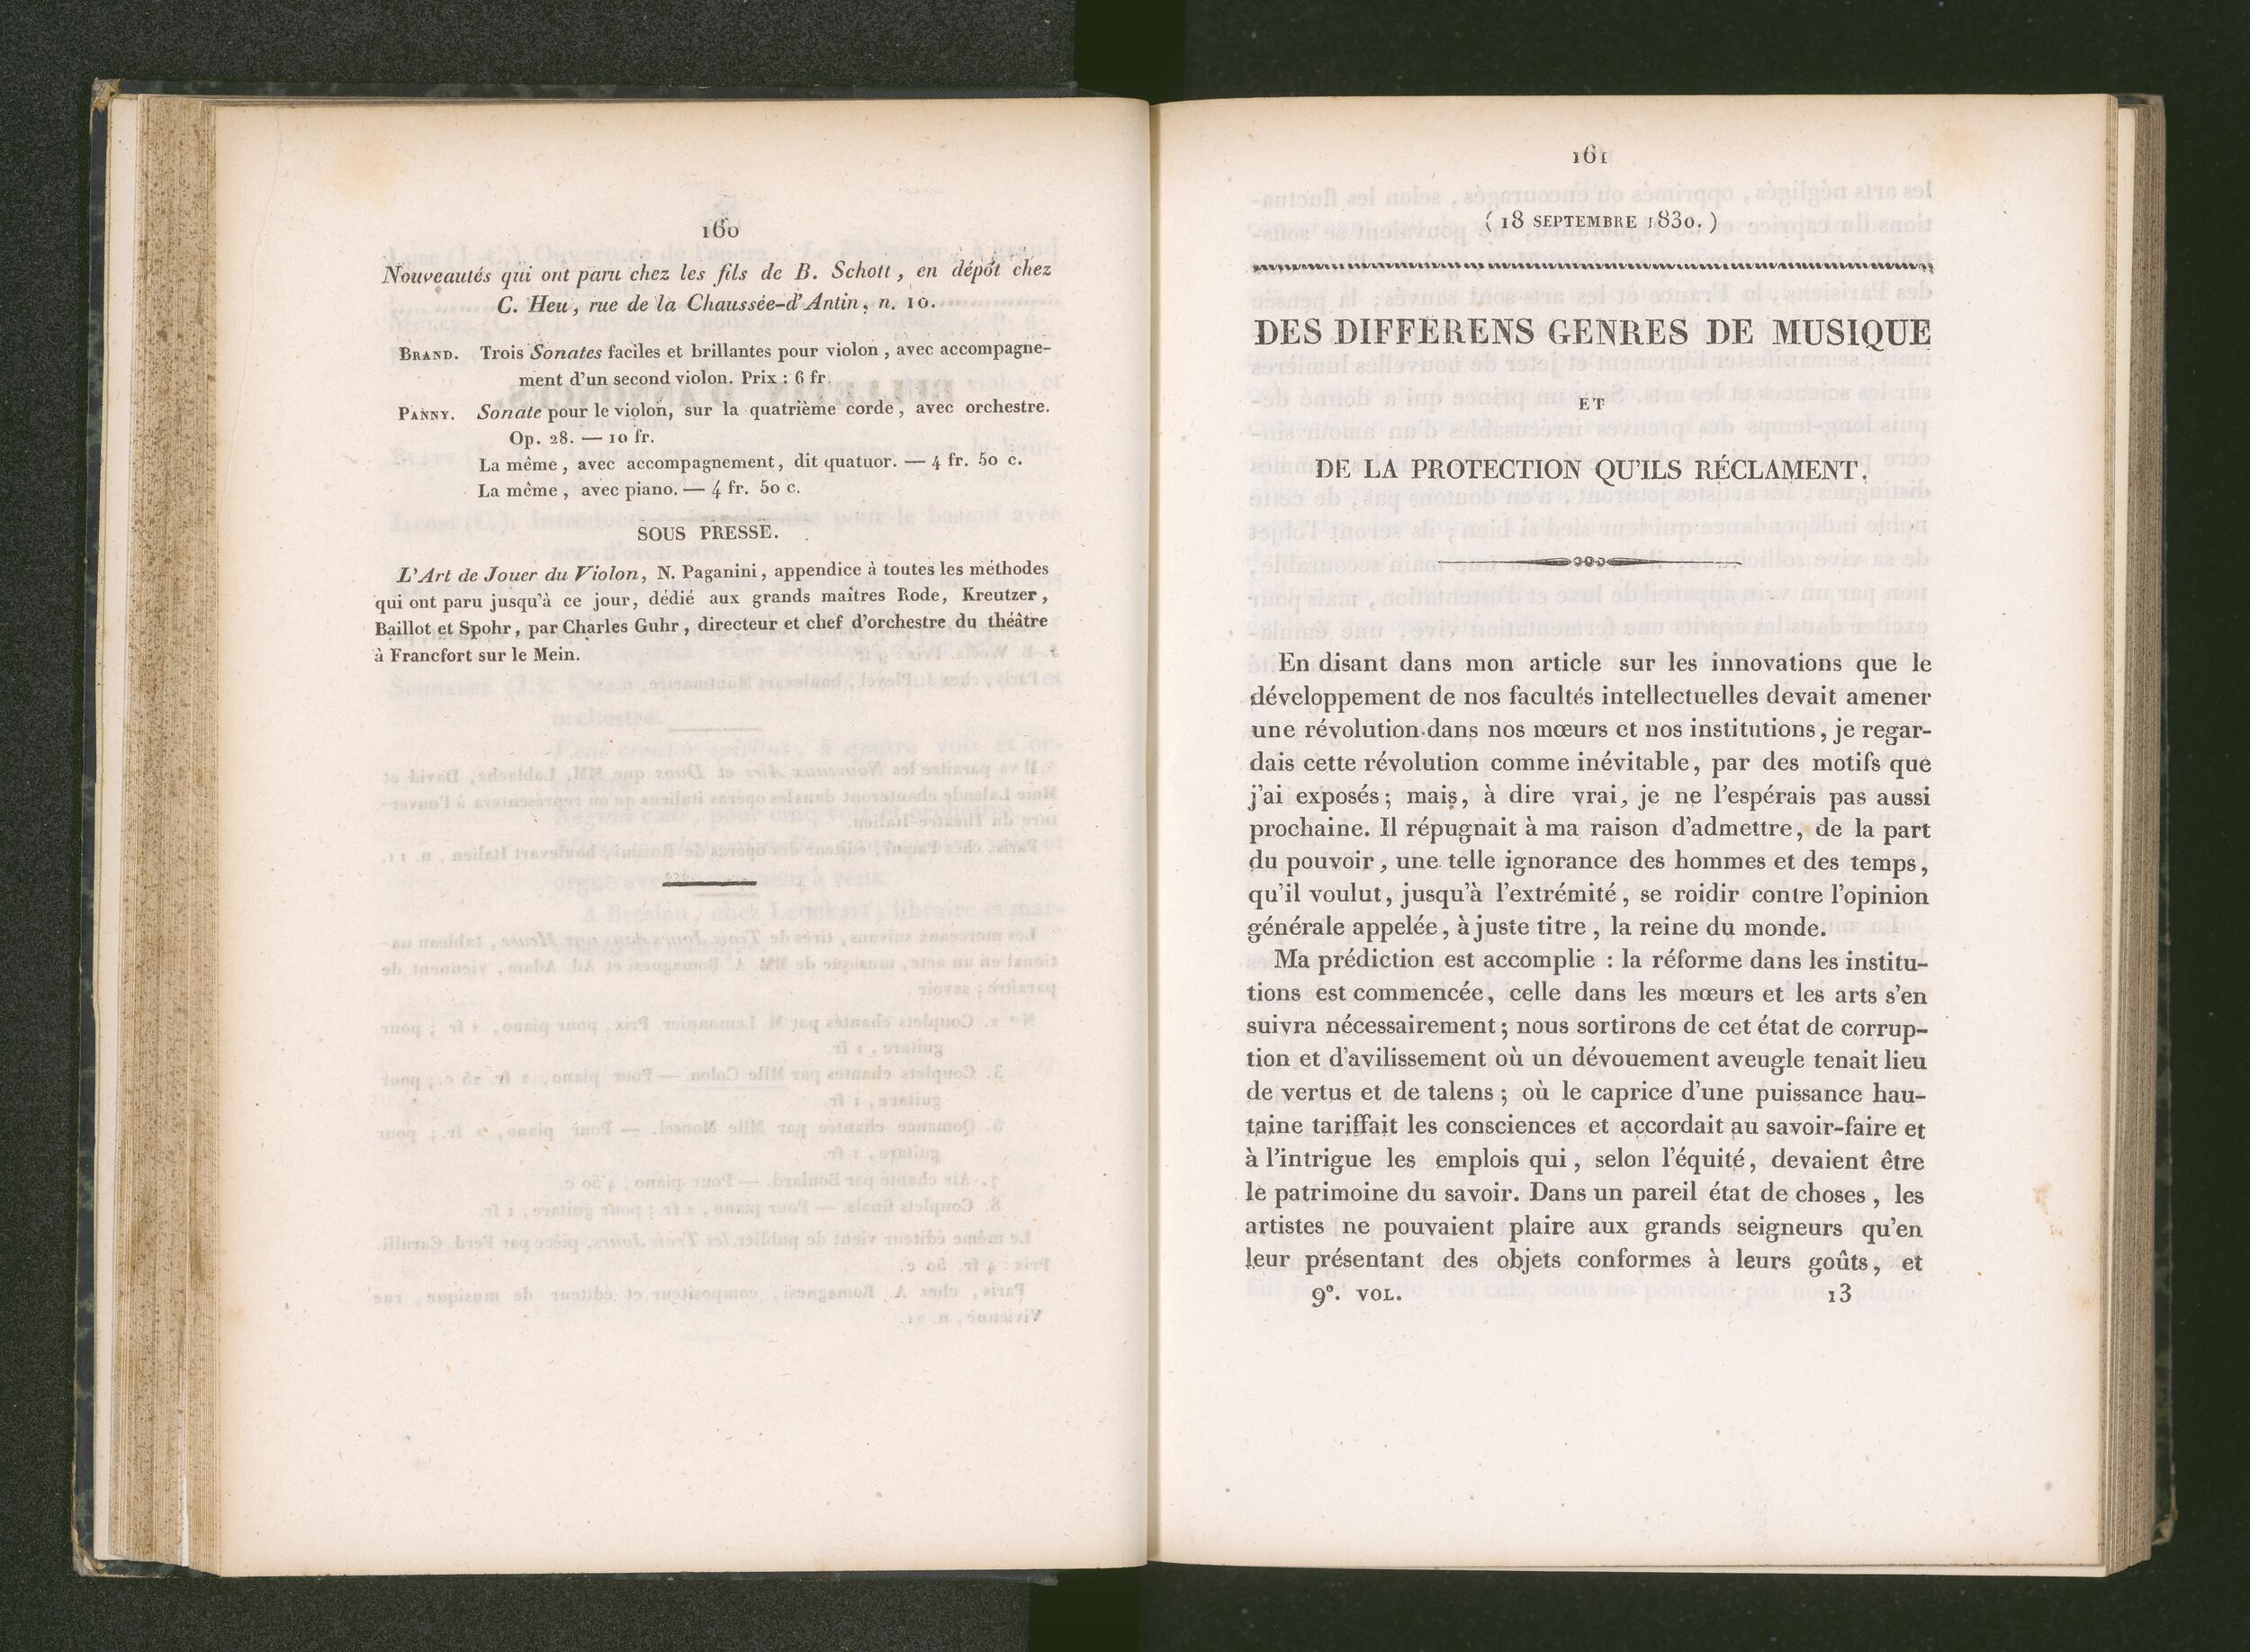 160
Nouveautés qui ont paru chez les fils de B. Schott, en dépôt chez
C. Heu, rue de la Chaussée-d'Antin, n. 10.
BRAND. Trois Sonates faciles et brillantes pour violon, avec accompagne-
ment d'un second violon. Prix : 6 fr.
PANNY. Sonate pour le violon, sur la quatrième corde, avec orchestre.
Op. 28. — 10 fr.
La même, avec accompagnement, dit quatuor. — 4 fr. 50 c.
La même, avec piano. — 4 fr. 50 c.
SOUS PRESSE.
L'Art de Jouer du Violon, N. Paganini, appendice à toutes les méthodes
qui ont paru jusqu'à ce jour, dédié aux grands maîtres Rode, Kreutzer,
Baillot et Spohr, par Charles Guhr, directeur et chef d'orchestre du théâtre
à Francfort sur le Mein.
161
(18 SEPTEMBRE 1830.)
DES DIFFÉRENS GENRES DE MUSIQUE
ET
DE LA PROTECTION QU'ILS RÉCLAMENT.
En disant dans mon article sur les innovations que le
développement de nos facultés intellectuelles devait amener
une révolution dans nos mœurs et nos institutions, je regar-
dais cette révolution comme inévitable, par des motifs que
j'ai exposés; mais, à dire vrai, je ne l'espérais pas aussi
prochaine. Il répugnait à ma raison d'admettre, de la part
du pouvoir, une telle ignorance des hommes et des temps,
qu'il voulut, jusqu'à l'extrémité, se roidir contre l'opinion
générale appelée, à juste titre, la reine du monde.
Ma prédiction est accomplie : la réforme dans les institu-
tions est commencée, celle dans les mœurs et les arts s'en
suivra nécessairement; nous sortirons de cet état de corrup-
tion et d'avilissement où un dévouement aveugle tenait lieu
de vertus et de talens; où le caprice d'une puissance hau-
taine tariffait les consciences et accordait au savoir-faire et
à l'intrigue les emplois qui, selon l'équité, devaient être
le patrimoine du savoir. Dans un pareil état de choses, les
artistes ne pouvaient plaire aux grands seigneurs qu'en
leur présentant des objets conformes à leurs goûts, et
9e. VOL. 13